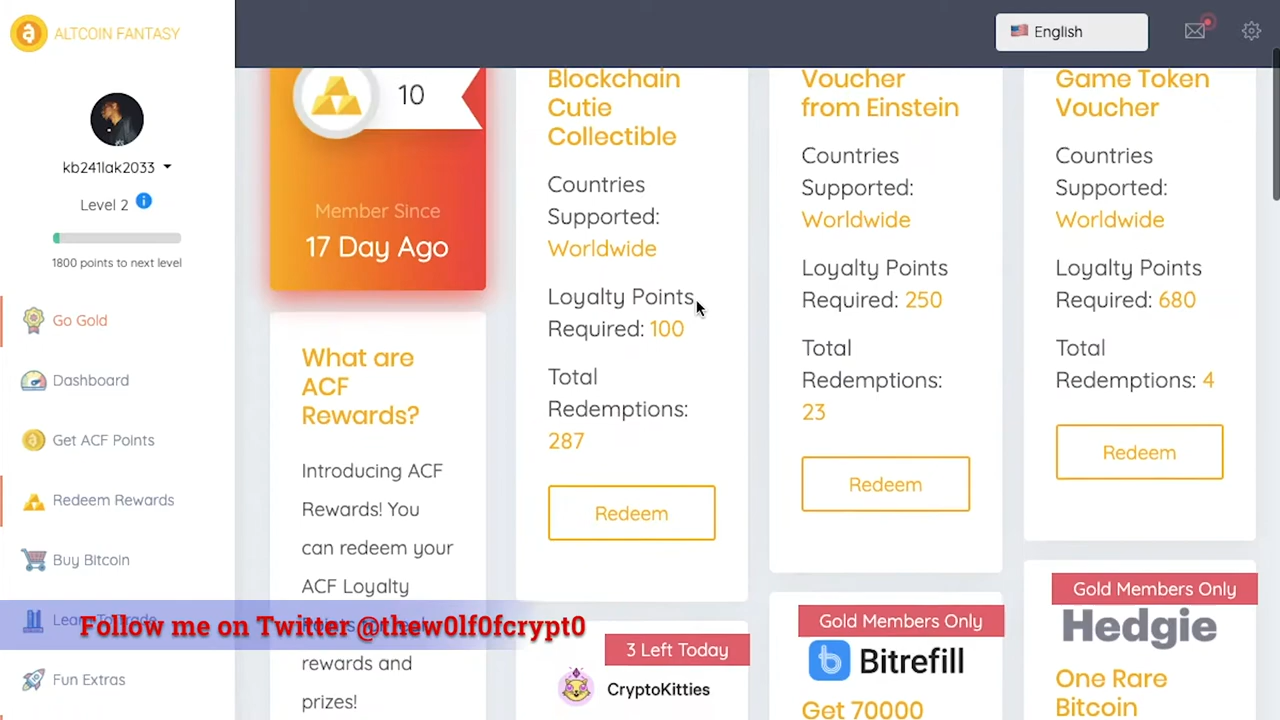 ALTCOIN FANTASY
English
kb241lak2033
Level 2
1800 points to next level
Go Gold
Dashboard
Get ACF Points
Redeem Rewards
Buy Bitcoin
Fun Extras
10
Member Since
17 Day Ago
What are
ACF
Rewards?
Introducing ACF
Rewards! You
can redeem your
ACF Loyalty
rewards and
prizes!
Blockchain
Cutie
Collectible
Countries
Supported:
Worldwide
Loyalty Points
Required: 100
Total
Redemptions:
287
Redeem
3 Left Today
CryptoKitties
Voucher
from Einstein
Countries
Supported:
Worldwide
Loyalty Points
Required: 250
Total
Redemptions:
23
Redeem
Gold Members Only
Bitrefill
Get 70000
Game Token
Voucher
Countries
Supported:
Worldwide
Loyalty Points
Required: 680
Total
Redemptions: 4
Redeem
Gold Members Only
Hedgie
One Rare
Bitcoin
Follow me on Twitter @thew0lf0fcrypt0